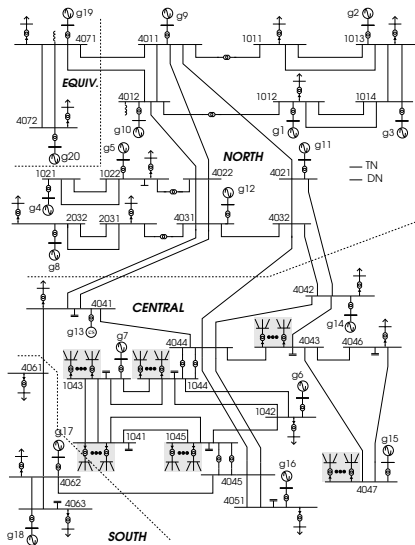 g19
g9
g2
4071
4011
1011
1013
EQUIV.
4012
1012
1014
g10
g1
g3
4072
g20
g5
NORTH
g11
TN
DN
1021
1022
4022
g12
4021
g4
2032
2031
4031
4032
g8
CENTRAL
4042
4041
g13
CS
g14
g7
4044
4043
4046
4061
1043
1044
g6
1042
g17
1041
1045
g15
4062
4045
g16
4047
4063
4051
g18
SOUTH